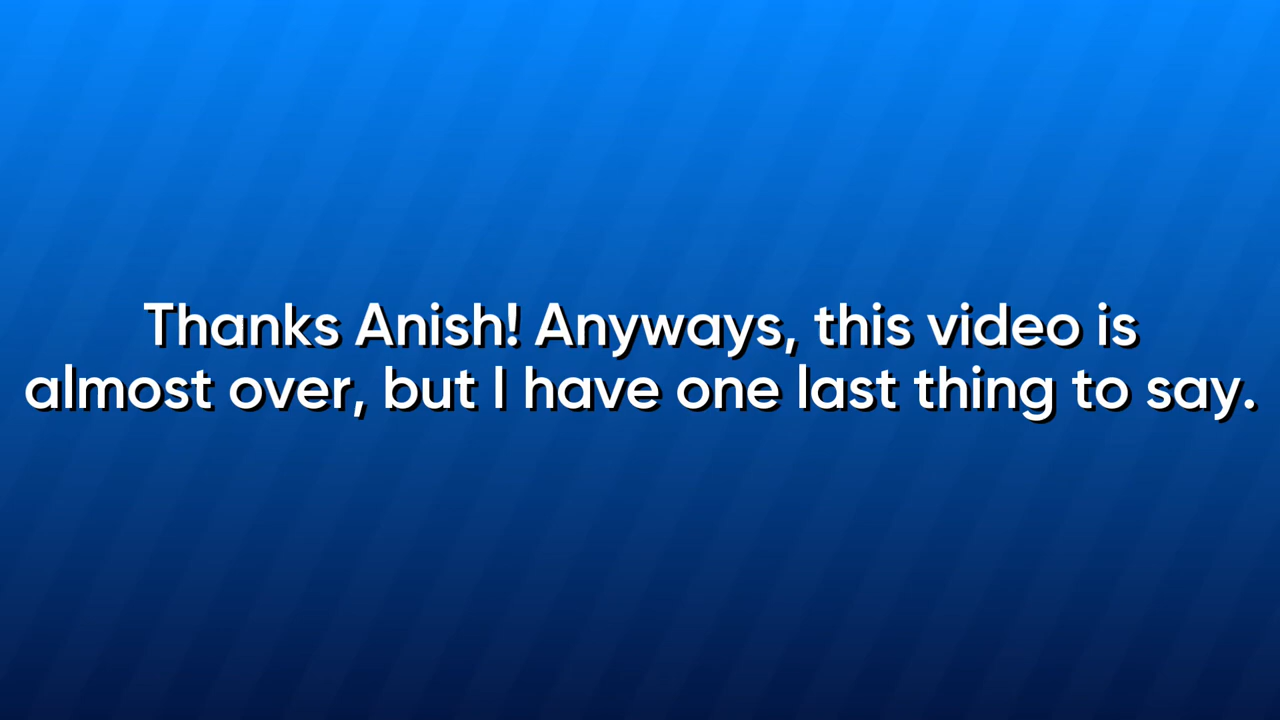 Thanks Anish! Anyways, this video is
almost over, but I have one last thing to say.